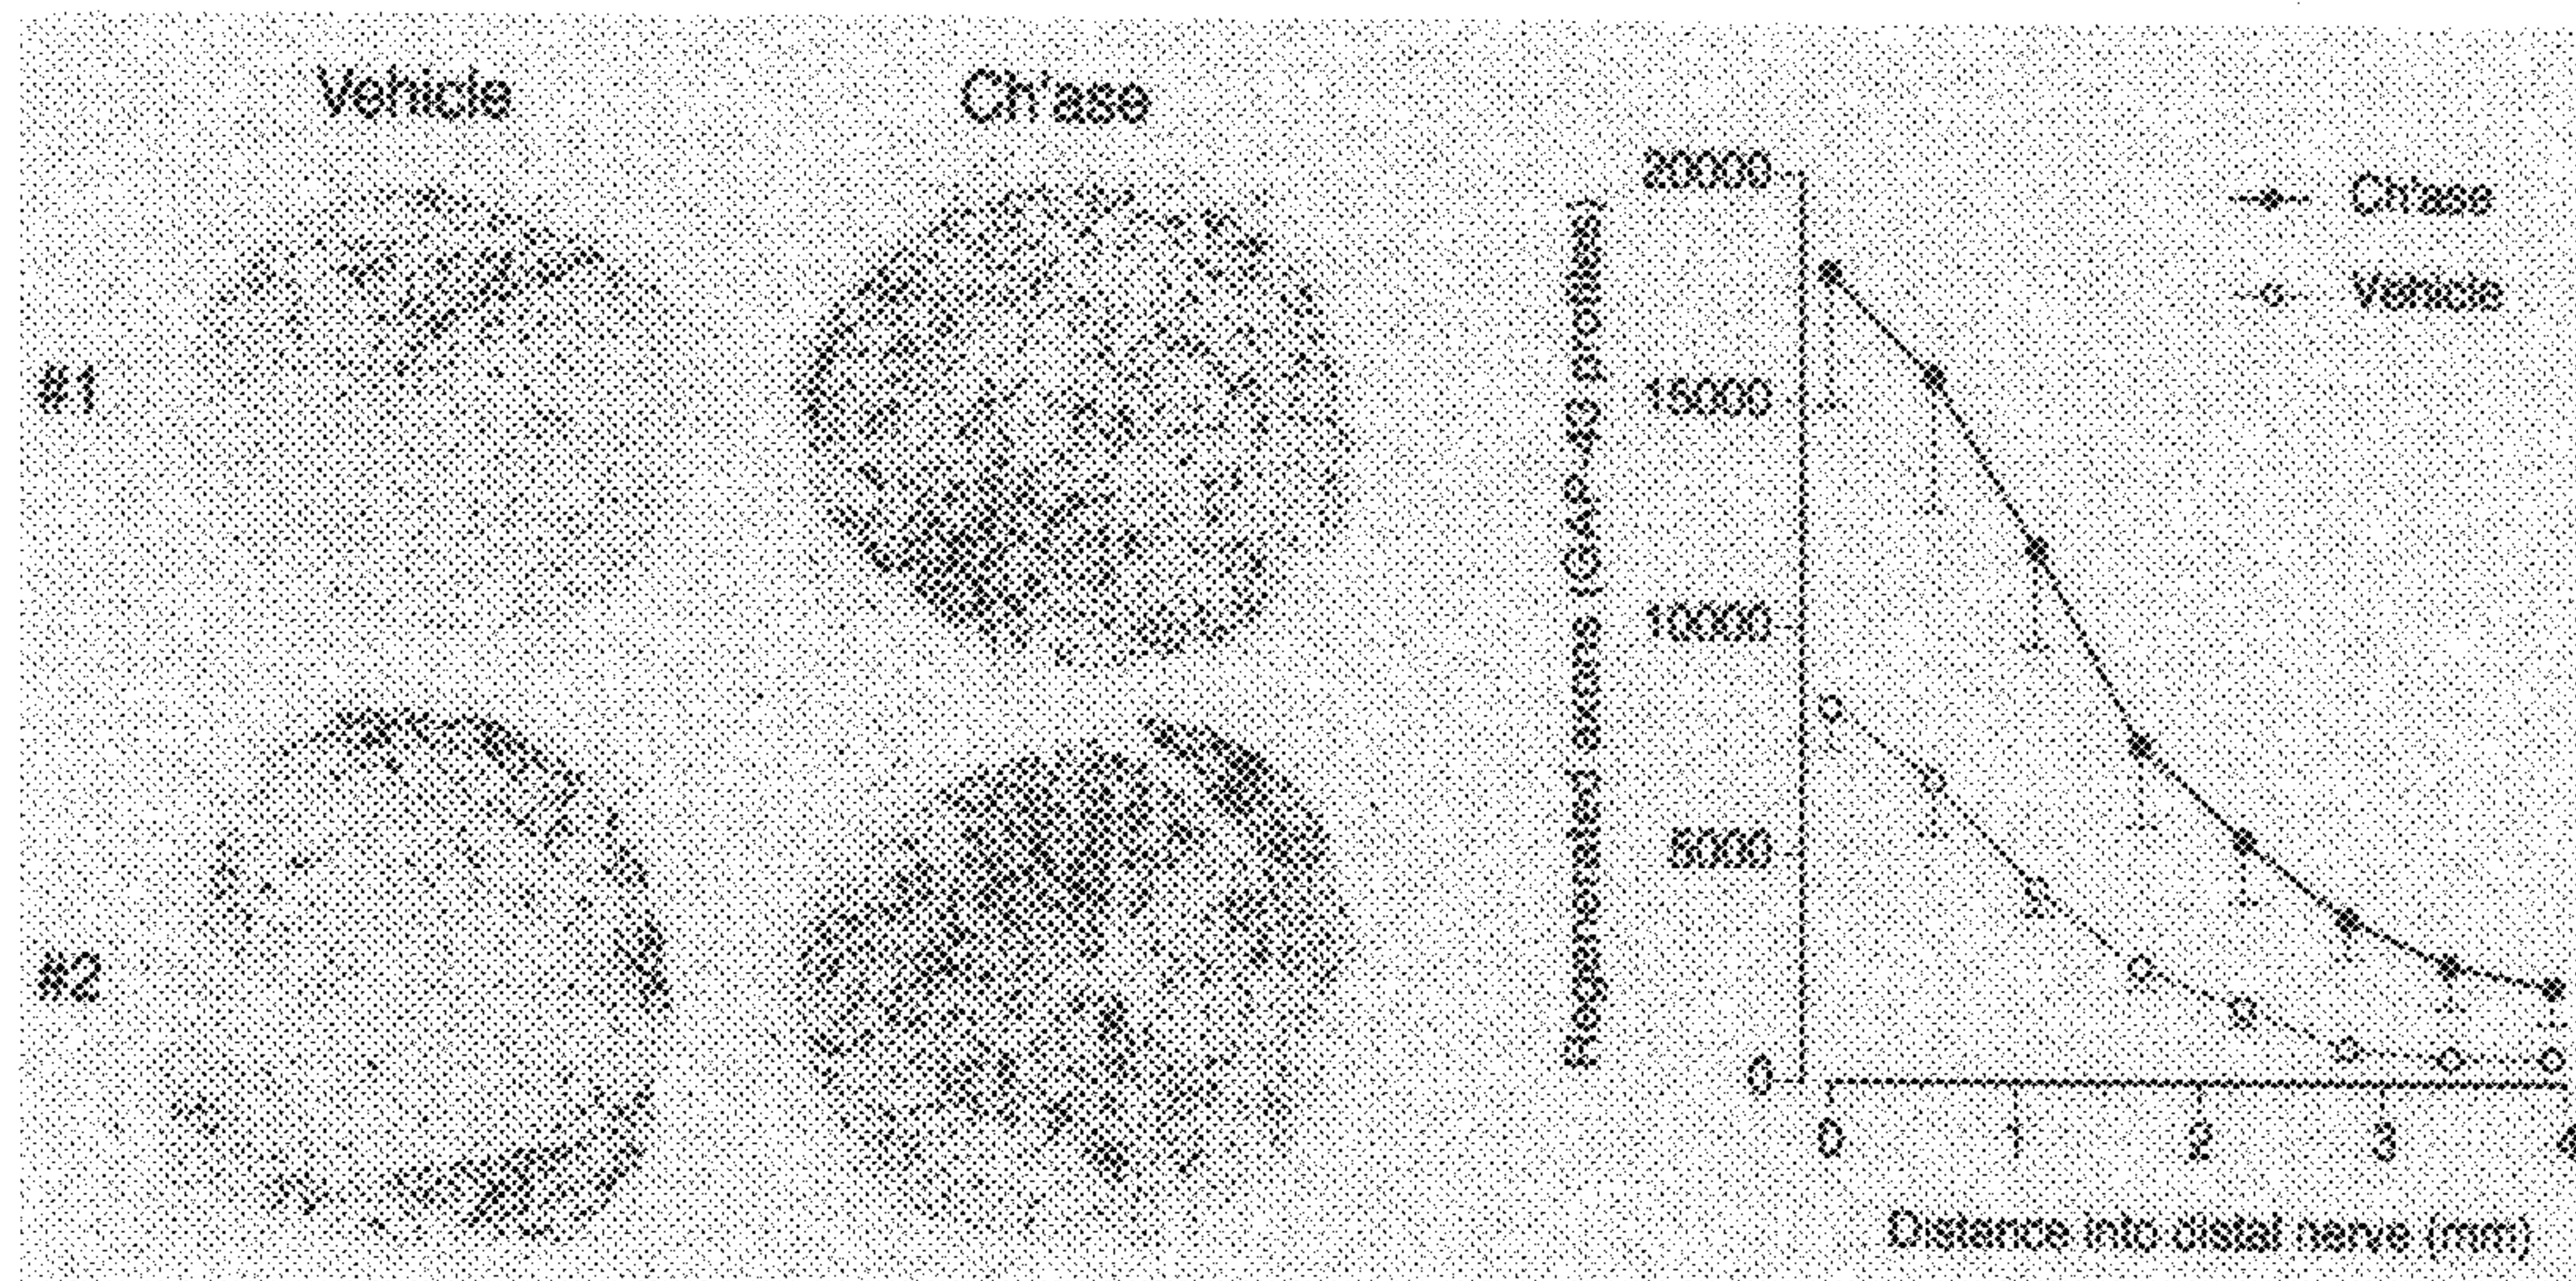 Vehicle
Ch'ase
#1
#2
Regenerated axons (GAP-43 profiles)
20000
15000
10000
5000
0
Ch'ase
Vehicle
0
1
2
3
4
Distance into distal nerve (mm)